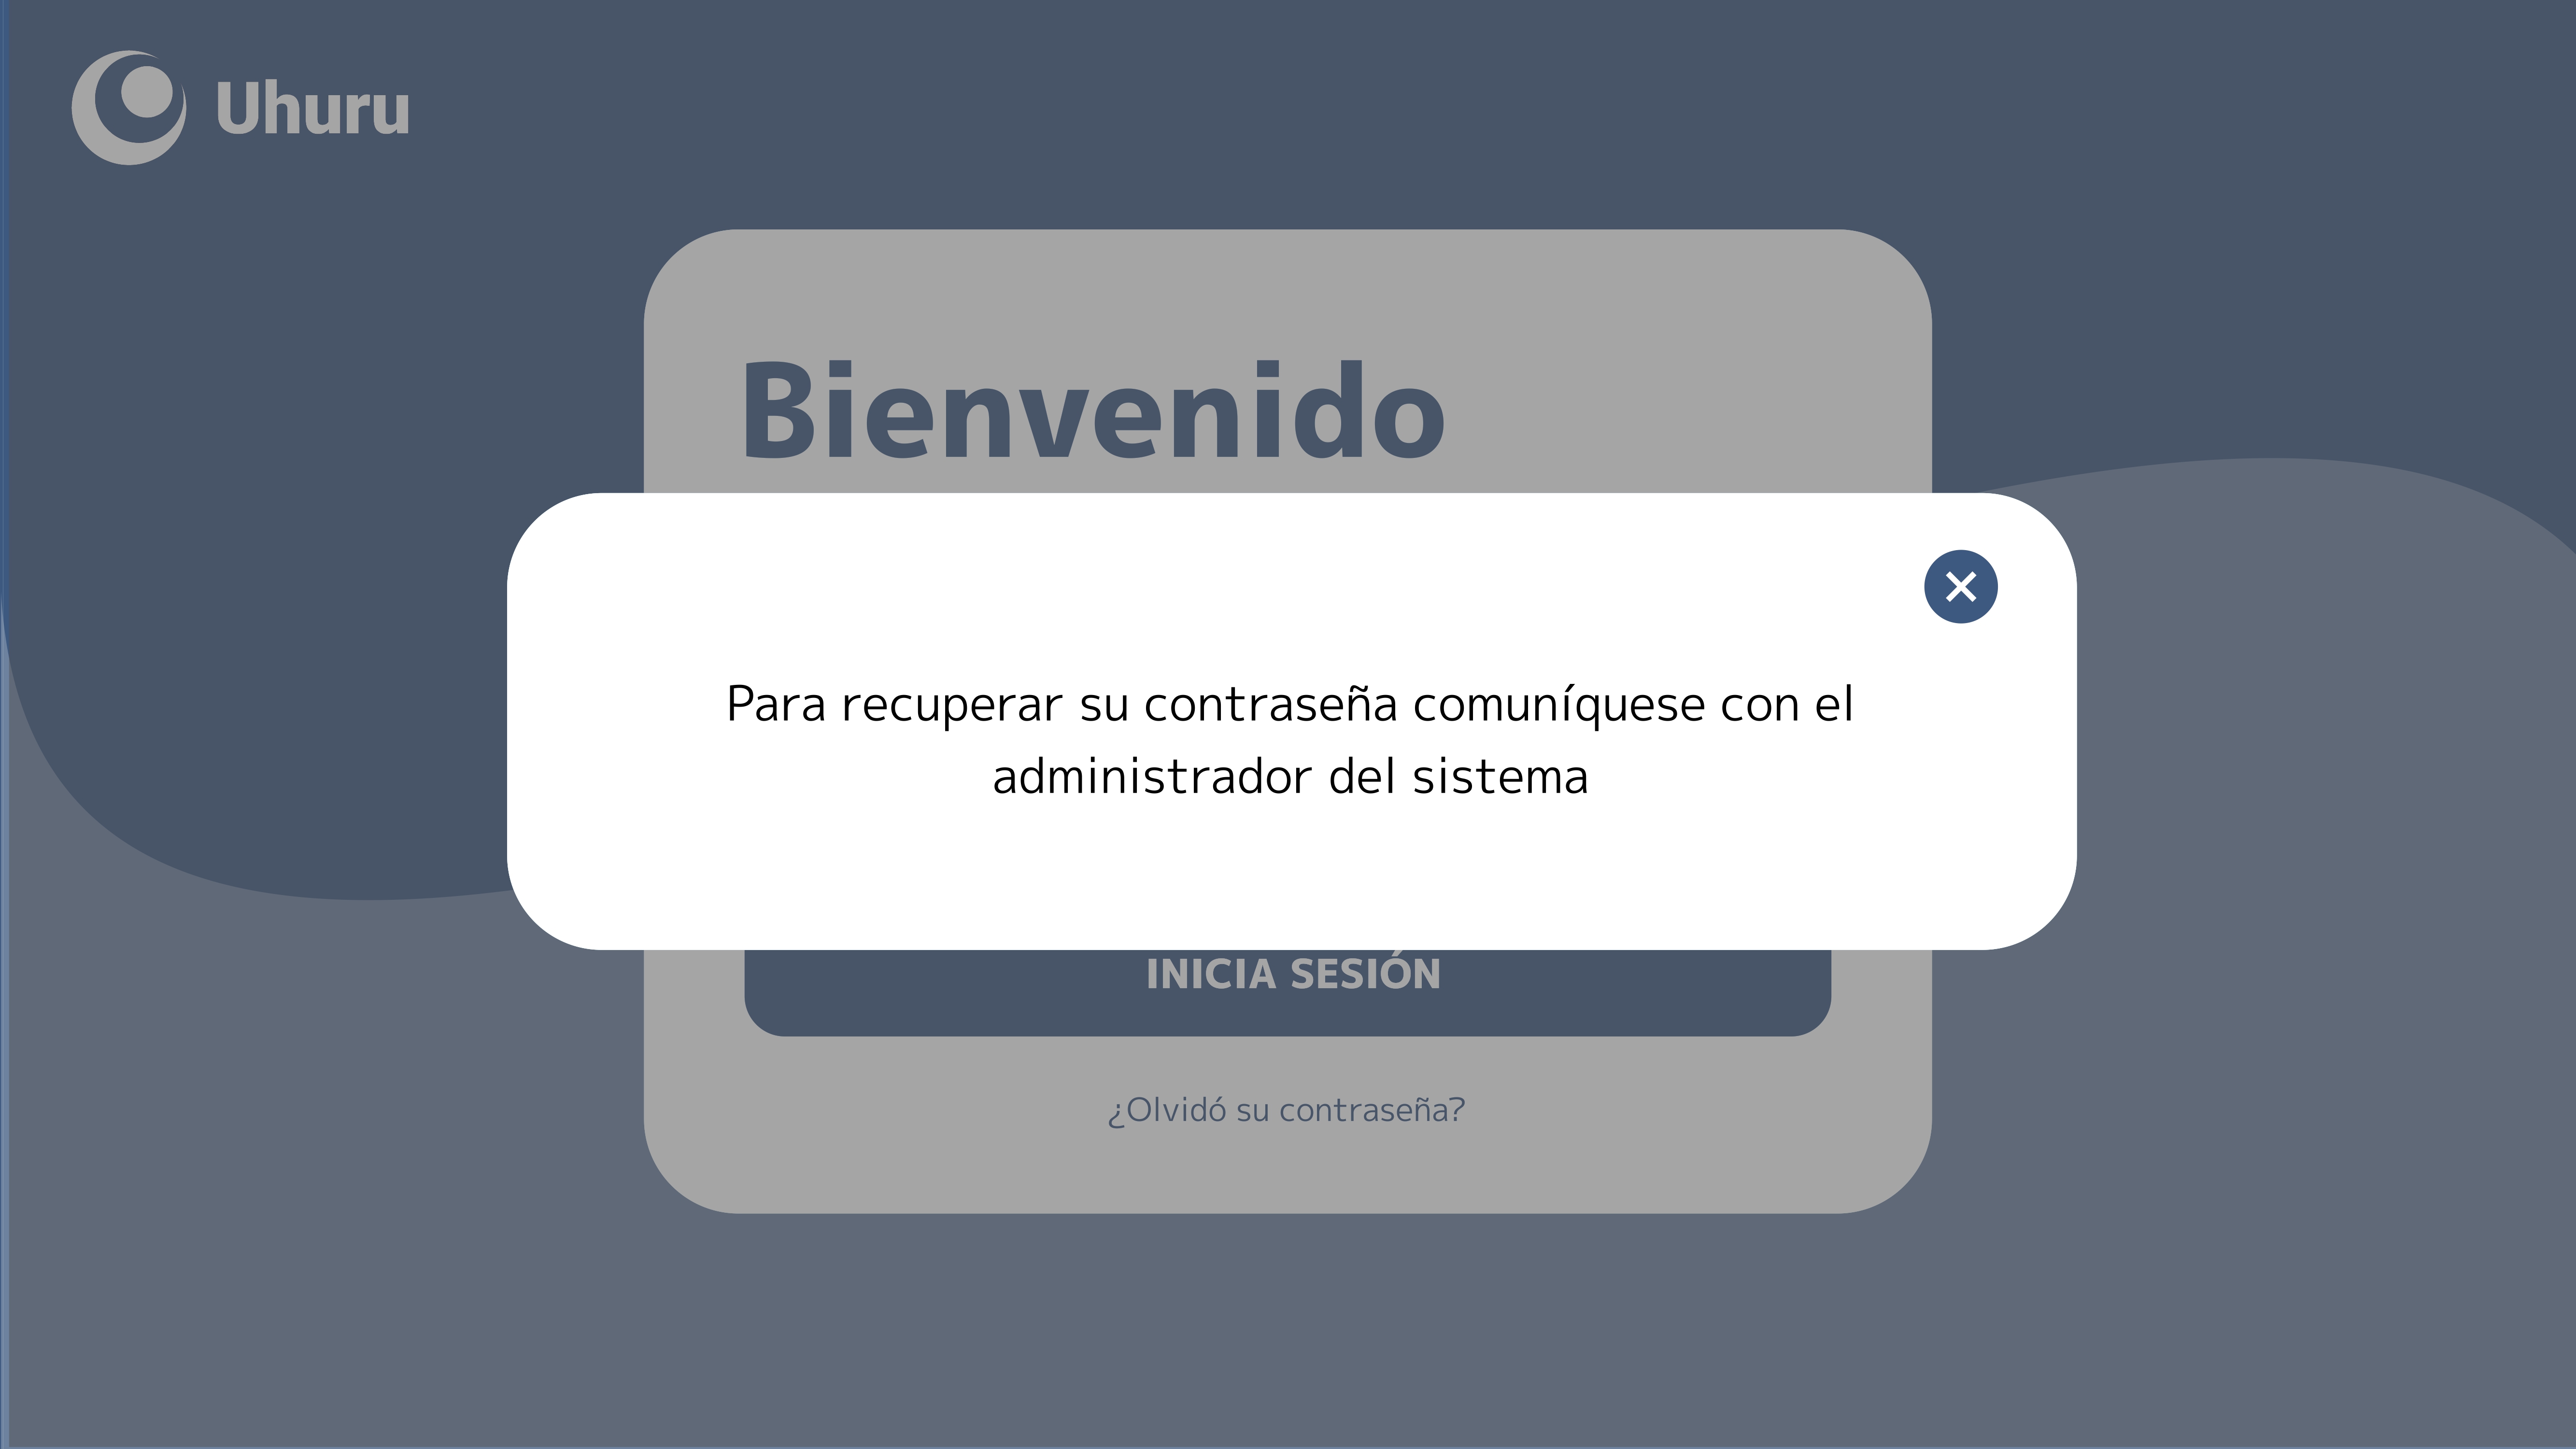 Uhuru
Bienvenido
Para recuperar su contraseña comuníquese con el
administrador del sistema
INICIA SESIÓN
¿Olvidó su contraseña?